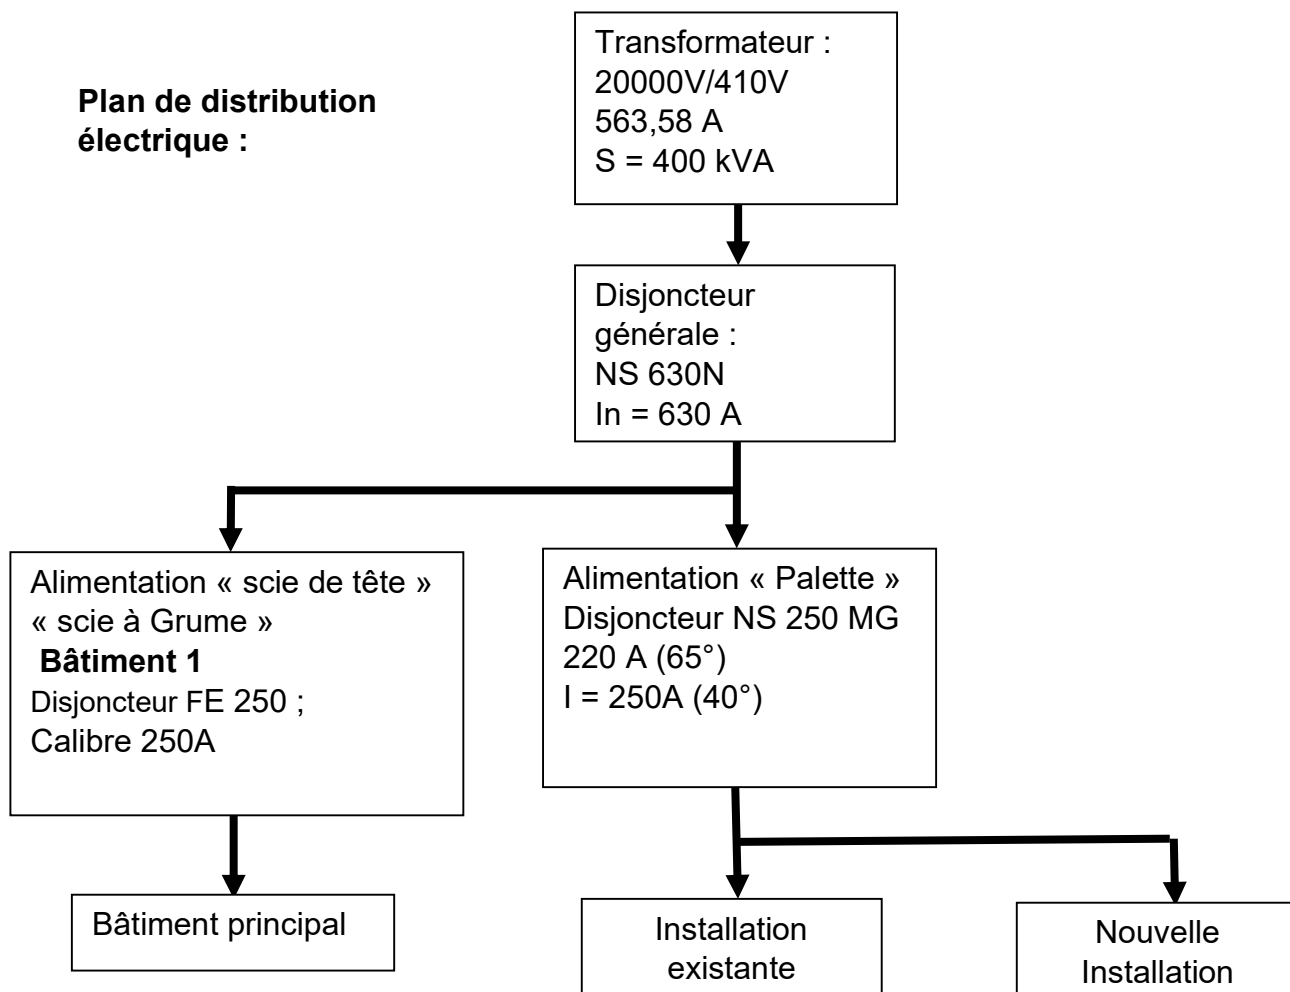 Plan de distribution
électrique :
Transformateur :
20000V/410V
563,58 A
S = 400 kVA
Disjoncteur
générale :
NS 630N
In = 630 A
Alimentation « scie de tête »
« scie à Grume »
Bâtiment 1
Disjoncteur FE 250 ;
Calibre 250A
Alimentation « Palette »
Disjoncteur NS 250 MG
220 A (65°)
I = 250A (40°)
Bâtiment principal
Installation
existante
Nouvelle
Installation